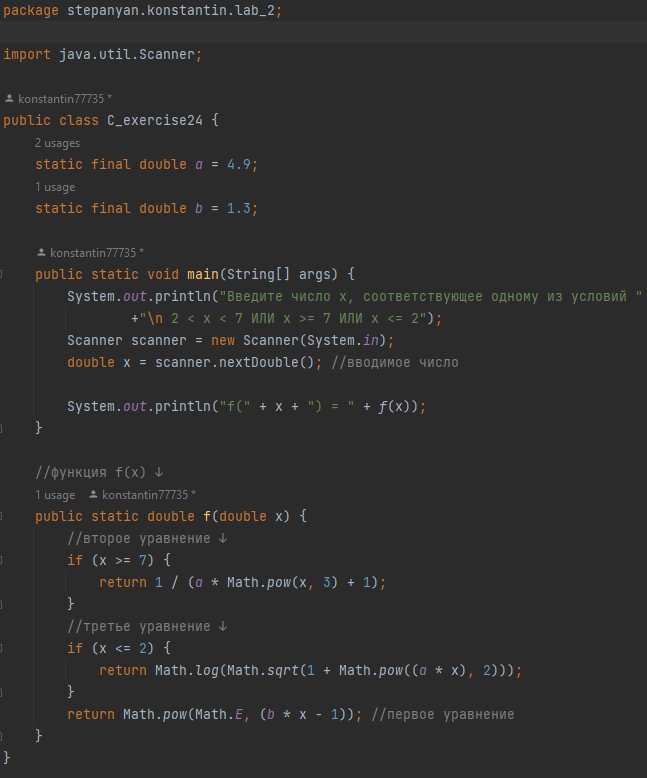 package stepanyan.konstantin.lab_2;
import java.util.Scanner;
konstantin77735 *
public class C_exercise24 {
2 usages
static final double a = 4.9;
1 usage
static final double b = 1.3;
konstantin77735 *
public static void main(String[] args) {
System.out.println("Введите число x, соответствующее одному из условий "
+"\n 2 < x < 7 ИЛИ x >= 7 ИЛИ x <= 2");
Scanner scanner = new Scanner(System.in);
double x = scanner.nextDouble(); //вводимое число
System.out.println("f(" + x + ") = " + f(x));
}
//функция f(x) ↓
1 usage konstantin77735 *
public static double f(double x) {
//второе уравнение ↓
if (x >= 7) {
return 1 / (a * Math.pow(x, 3) + 1);
}
//третье уравнение ↓
if (x <= 2) {
return Math.log(Math.sqrt(1 + Math.pow((a * x), 2)));
}
return Math.pow(Math.E, (b * x - 1)); //первое уравнение
}
}